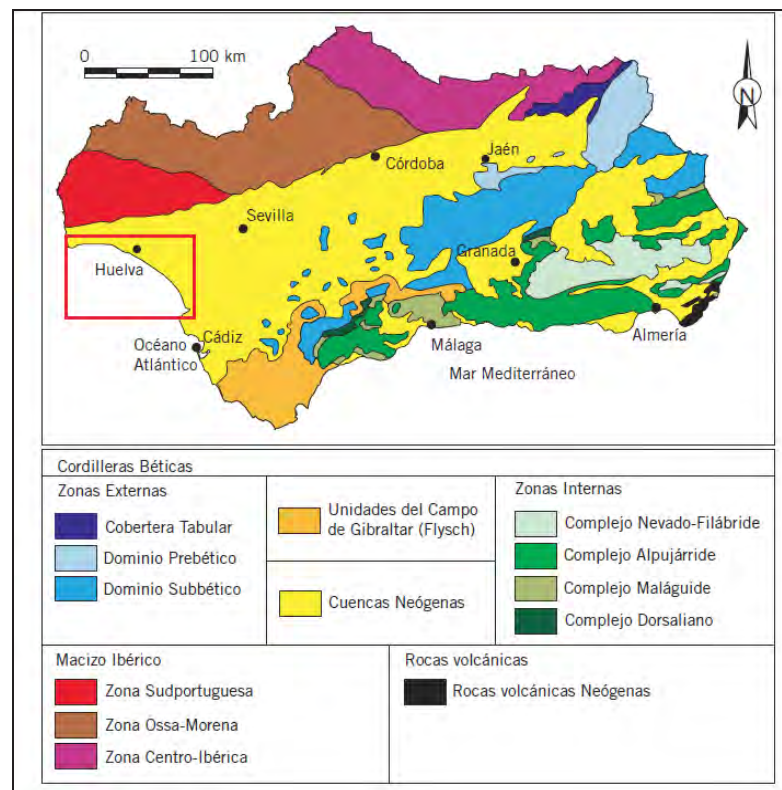 0 100 km
N
Jaén
Córdoba
Sevilla
Granada
Huelva
Almería
Cádiz
Océano
Atlántico
Málaga
Mar Mediterráneo
Cordilleras Béticas
Zonas Externas
Cobertera Tabular
Dominio Prebético
Dominio Subbético
Unidades del Campo
de Gibraltar (Flysch)
Cuencas Neógenas
Zonas Internas
Complejo Nevado-Filábride
Complejo Alpujárride
Complejo Maláguide
Complejo Dorsaliano
Macizo Ibérico
Zona Sudportuguesa
Zona Ossa-Morena
Zona Centro-Ibérica
Rocas volcánicas
Rocas volcánicas Neógenas